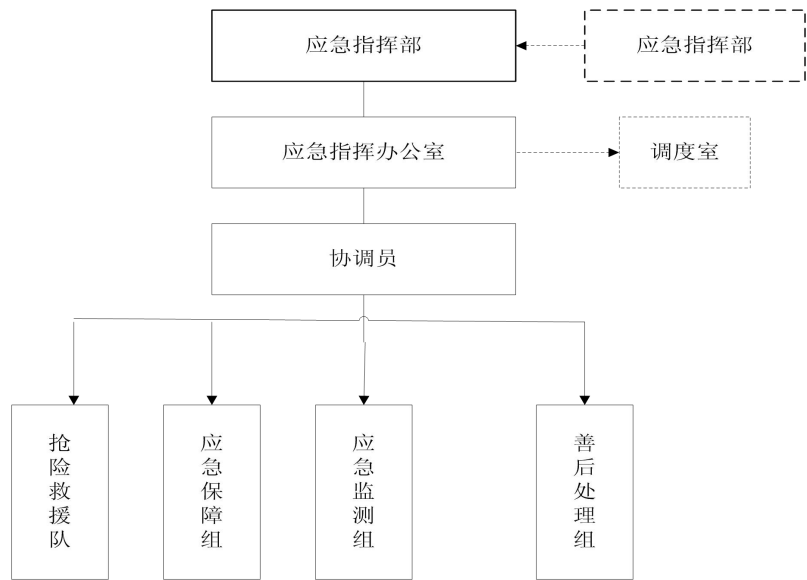 应急指挥部
应急指挥部
应急指挥办公室
调度室
协调员
抢险救援队
应急保障组
应急监测组
善后处理组